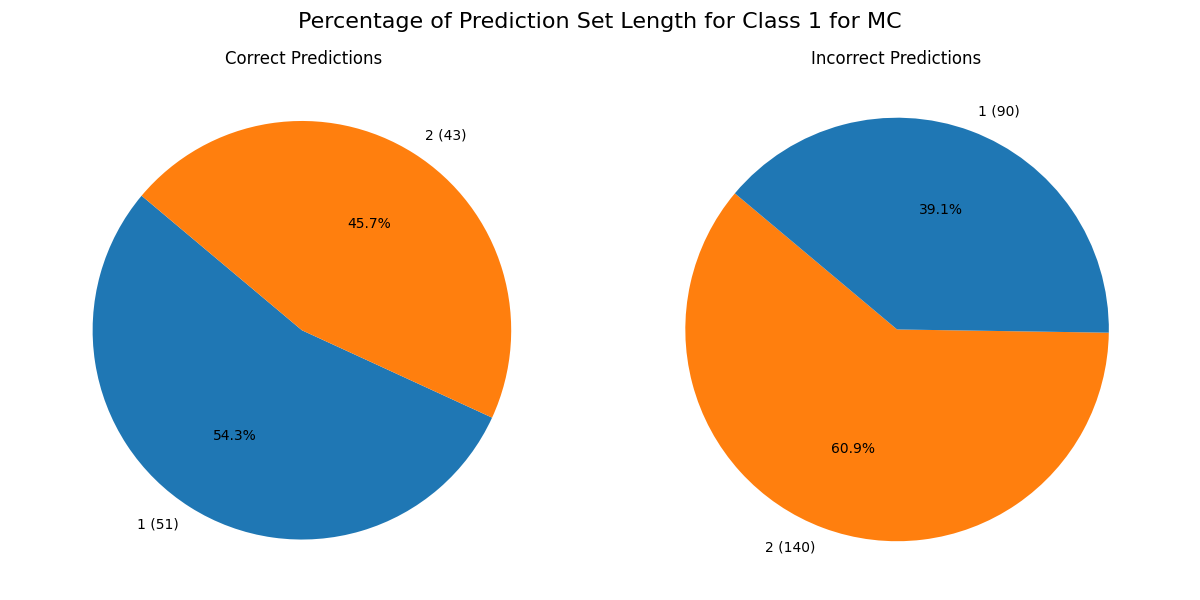 Percentage of Prediction Set Length for Class 1 for MC
Correct Predictions
2 (43)
45.7%
54.3%
1 (51)
Incorrect Predictions
1 (90)
39.1%
60.9%
2 (140)